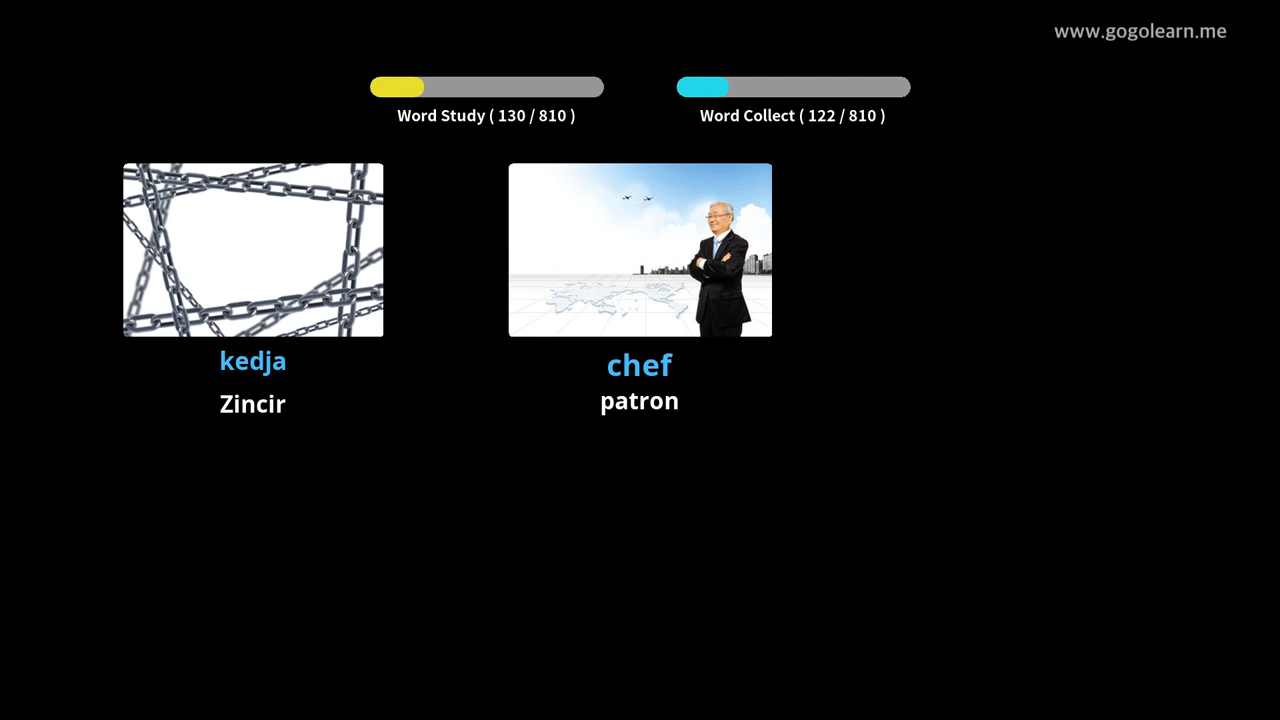 www.gogolearn.me
Word Study ( 130 / 810 )
Word Collect ( 122 / 810 )
kedja
Zincir
chef
patron